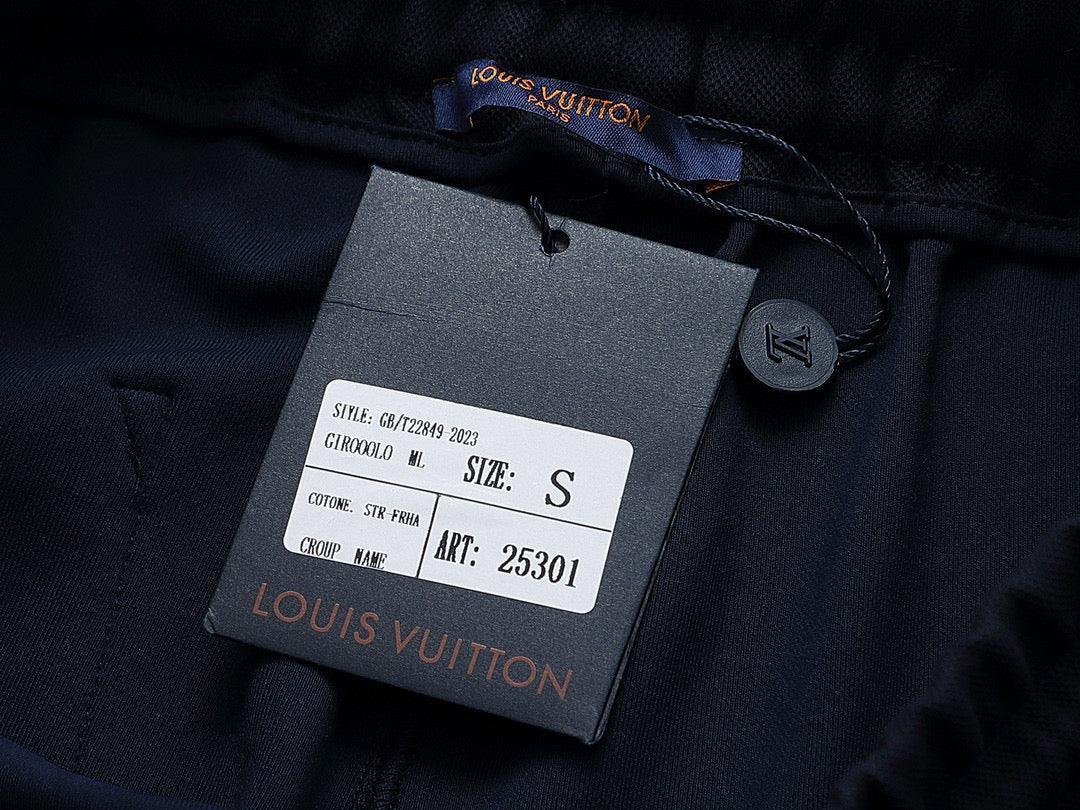 LOUIS VUITTON
PARIS
STYLE: GB/T22849-2023
GIROOOLO ML
SIZE: S
COTONE. STR-FRHA
CROUP NAME
ART: 25301
LOUIS VUITTON